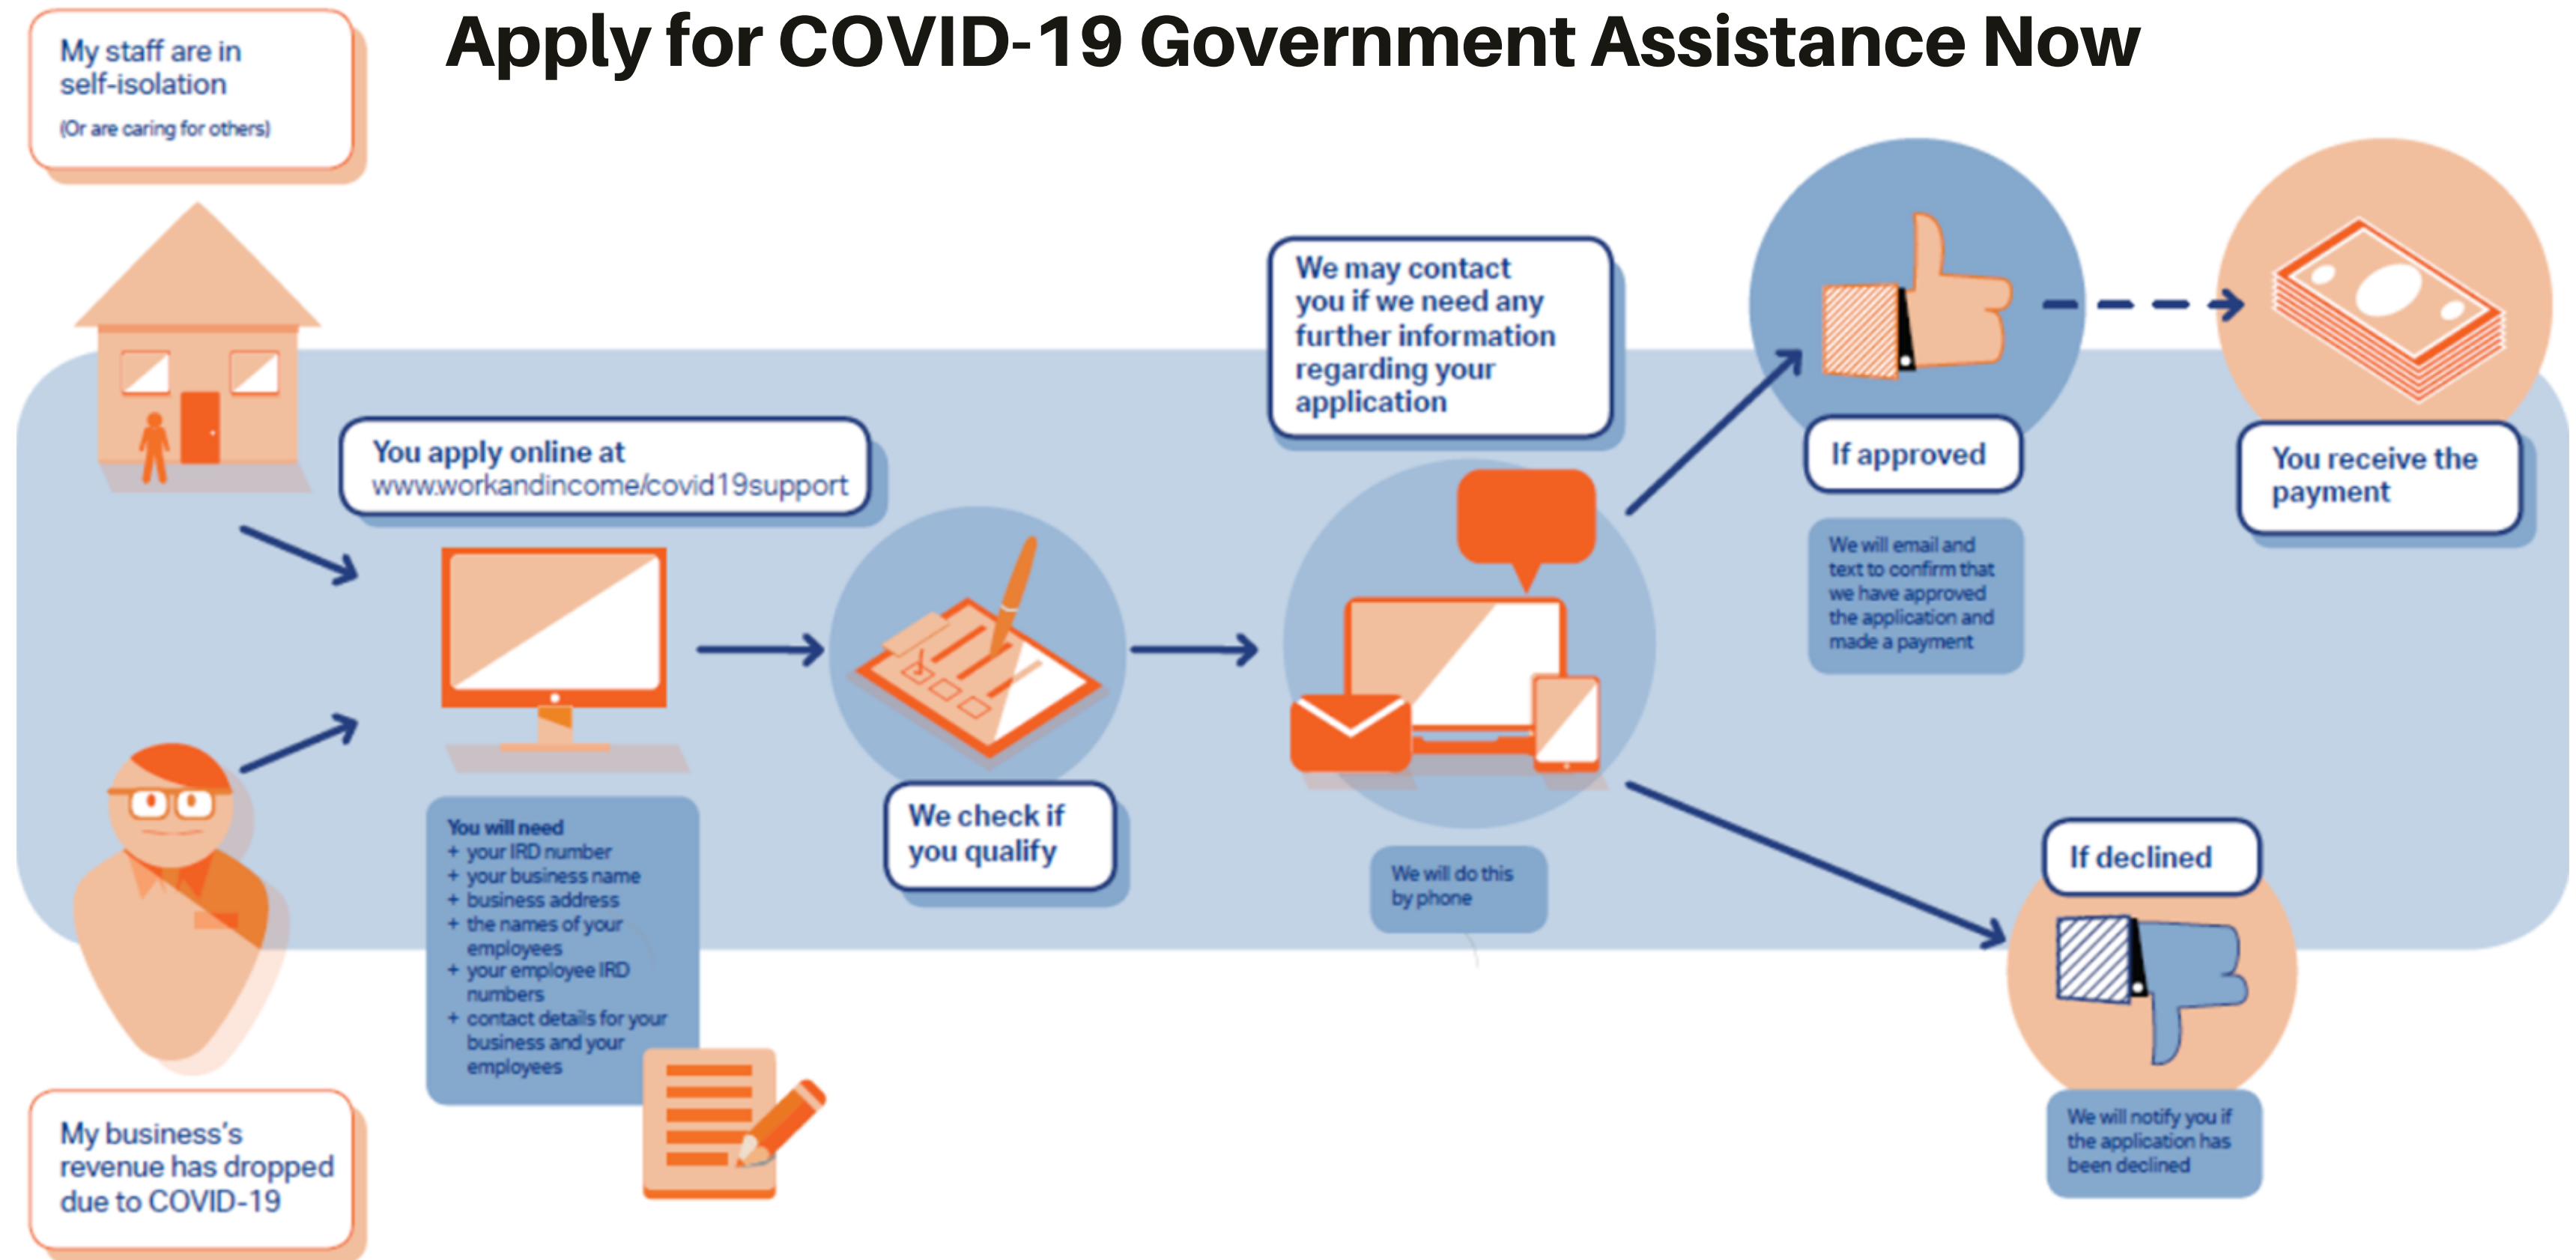 Apply for COVID-19 Government Assistance Now
My staff are in
self-isolation
(Or are caring for others)
You apply online at
www.workandincome/covid19support
You will need
+ your IRD number
+ your business name
+ business address
+ the names of your
employees
+ your employee IRD
numbers
+ contact details for your
business and your
employees
My business's
revenue has dropped
due to COVID-19
We check if
you qualify
We may contact
you if we need any
further information
regarding your
application
We will do this
by phone
If approved
We will email and
text to confirm that
we have approved
the application and
made a payment
You receive the
payment
If declined
We will notify you if
the application has
been declined